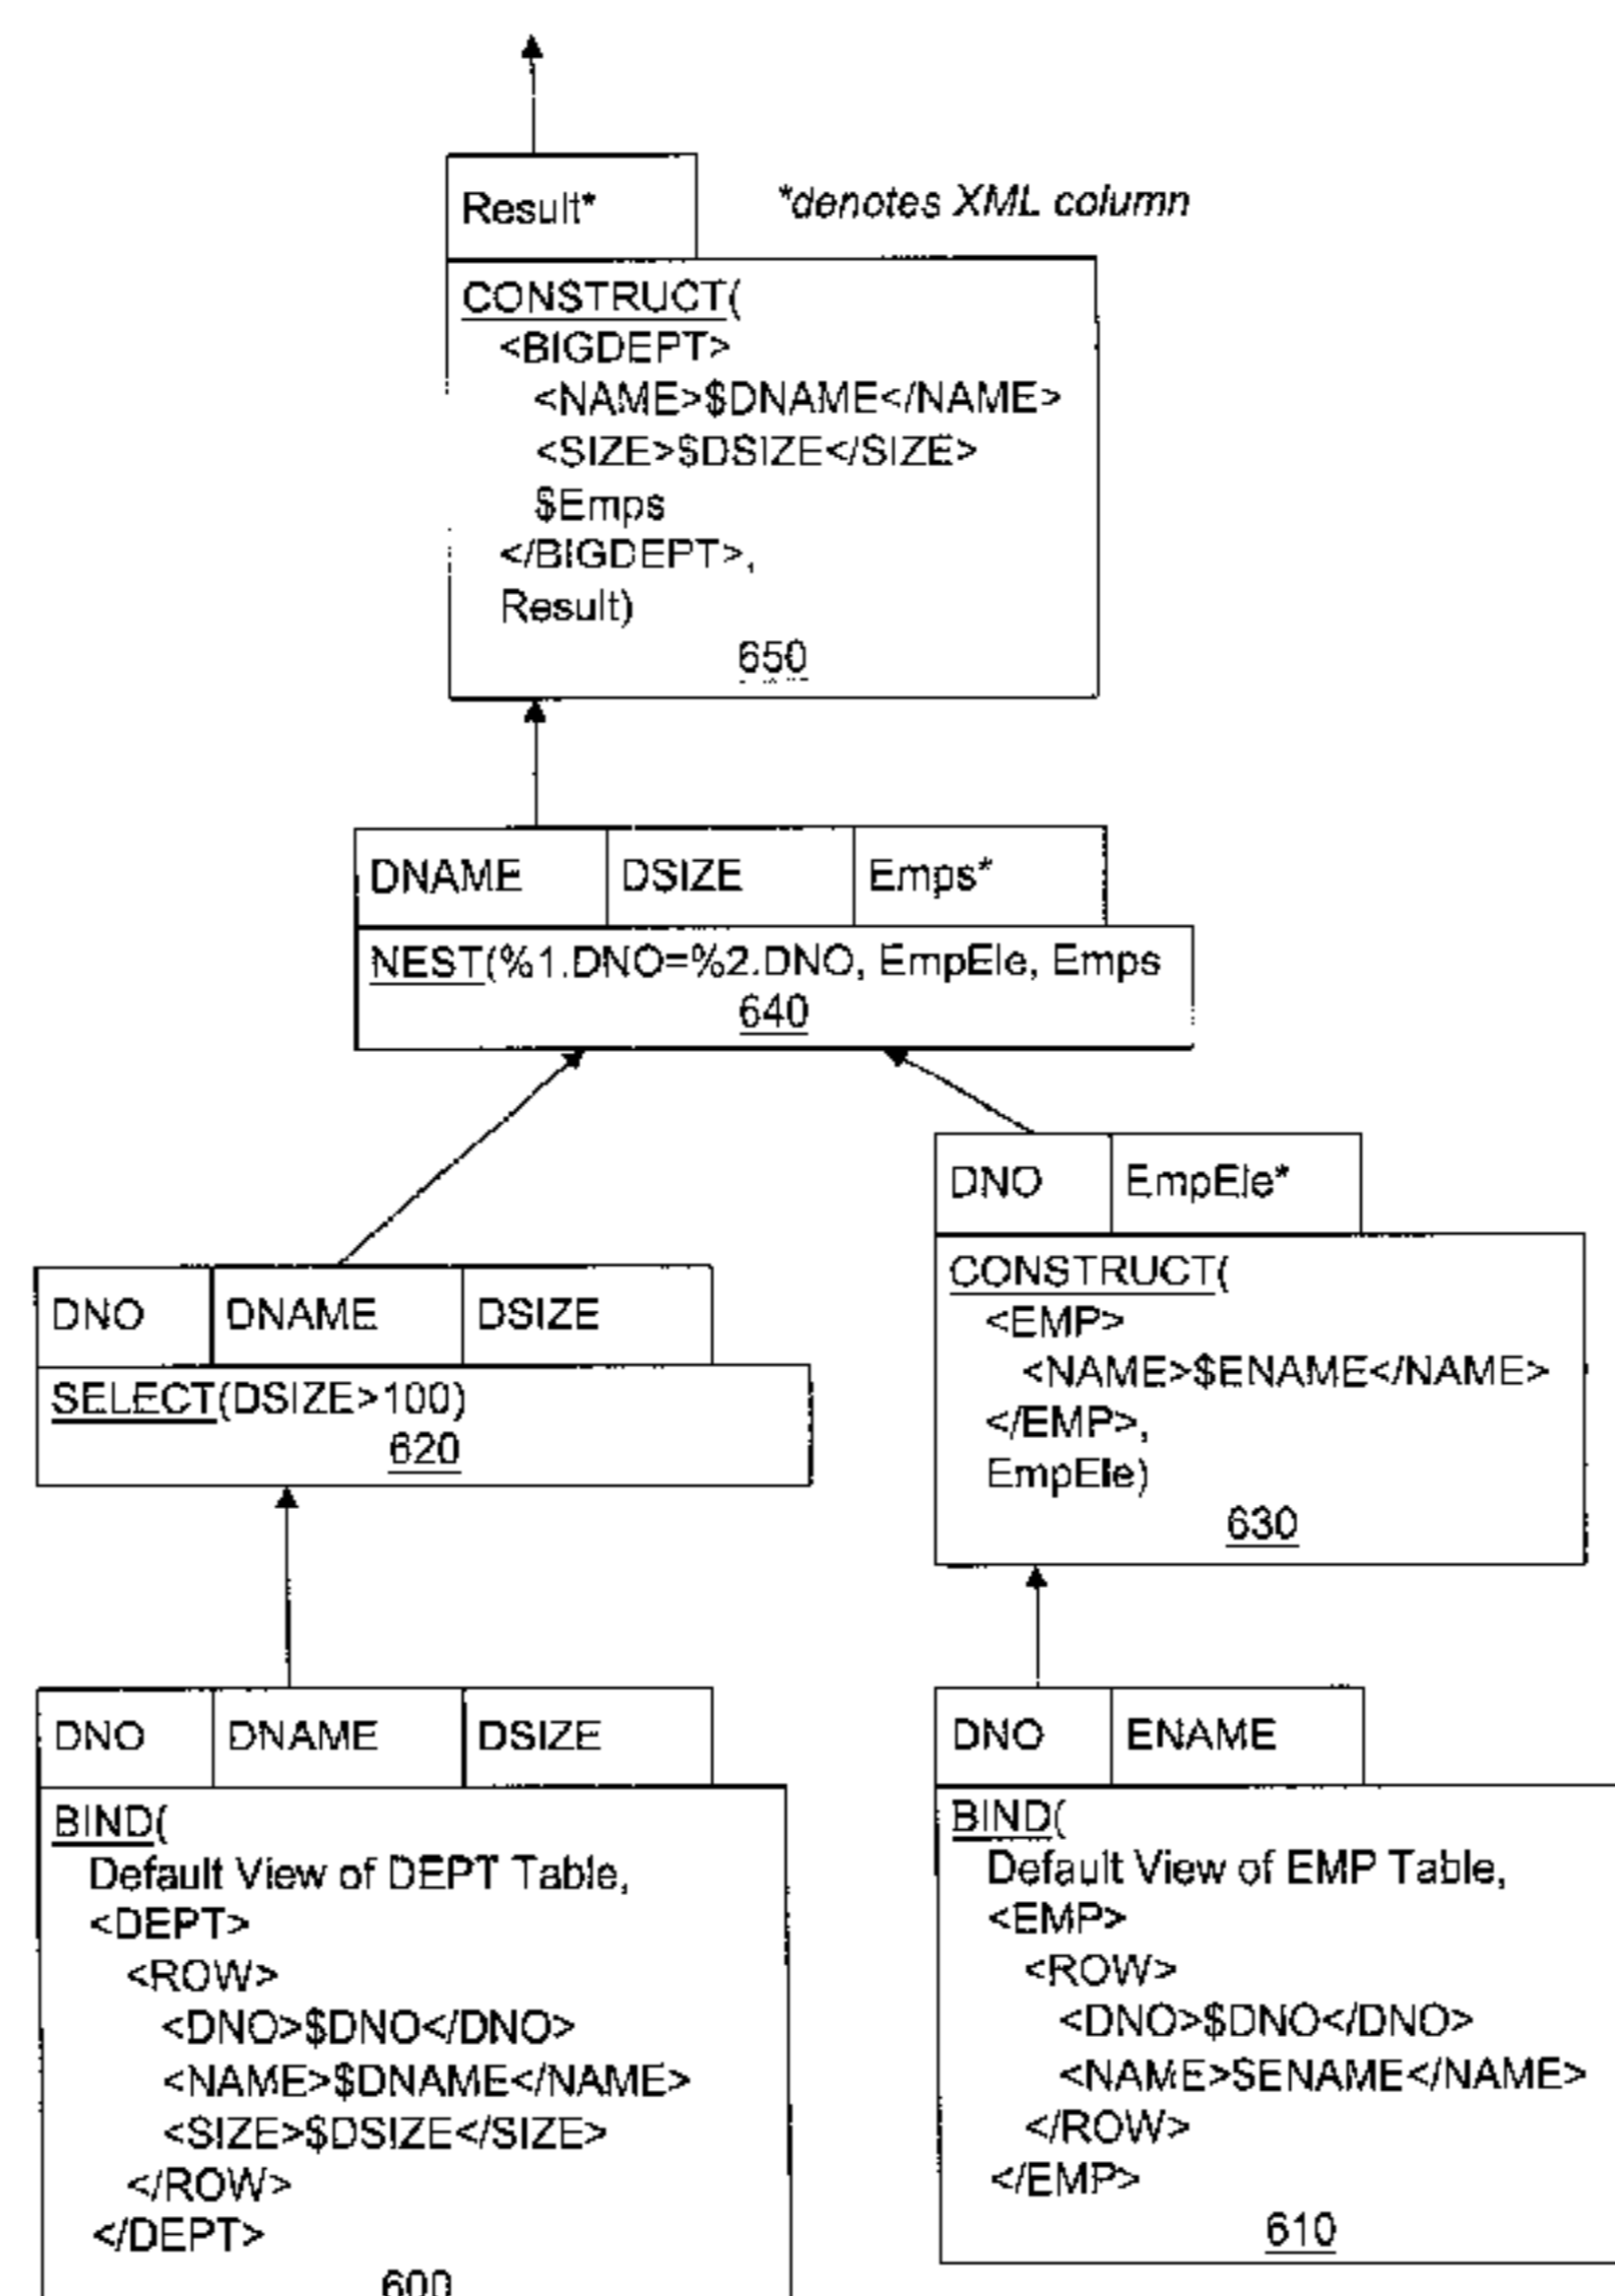 Result*
*denotes XML column
CONSTRUCT(
<BIGDEPT>
<NAME>$DNAME</NAME>
<SIZE>$DSIZE</SIZE>
$Emps
</BIGDEPT>,
Result)
650
DNAME DSIZE Emps*
NEST(%1.DNO=%2.DNO, EmpEle, Emps
640
DNO EmpEle*
CONSTRUCT(
<EMP>
<NAME>$ENAME</NAME>
</EMP>,
EmpEle)
630
DNO DNAME DSIZE
SELECT(DSIZE>100)
620
DNO DNAME DSIZE
BIND(
Default View of DEPT Table,
<DEPT>
<ROW>
<DNO>$DNO</DNO>
<NAME>$DNAME</NAME>
<SIZE>$DSIZE</SIZE>
</ROW>
</DEPT>
600
DNO ENAME
BIND(
Default View of EMP Table,
<EMP>
<ROW>
<DNO>$DNO</DNO>
<NAME>$ENAME</NAME>
</ROW>
</EMP>
610